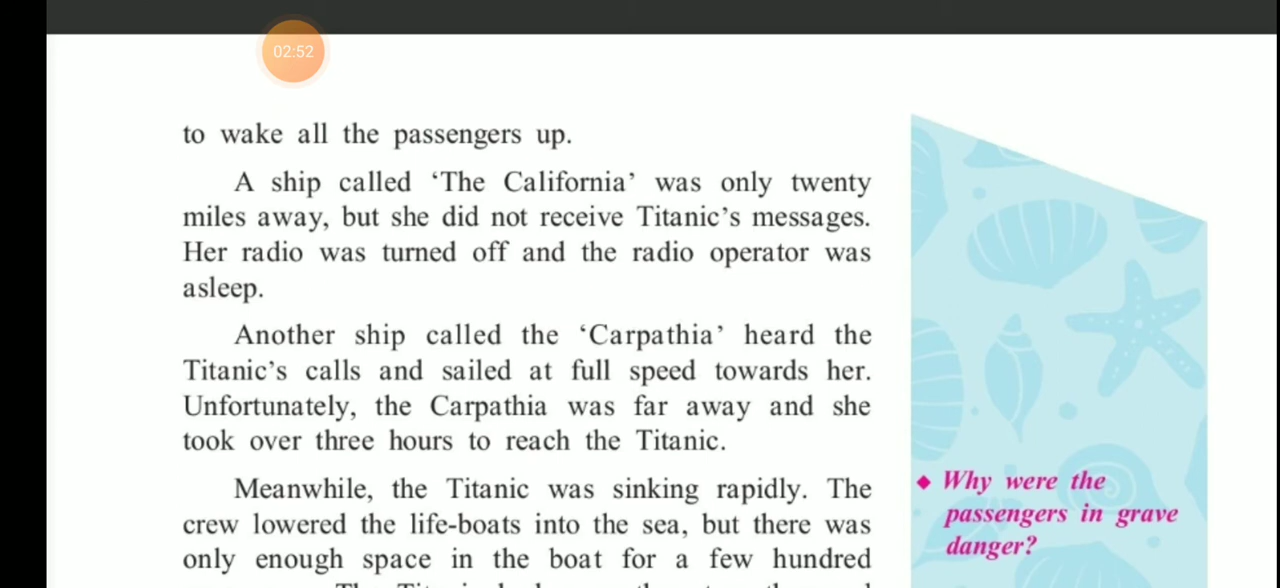 02:52
to wake all the passengers up.
A ship called ‘The California’ was only twenty
miles away, but she did not receive Titanic’s messages.
Her radio was turned off and the radio operator was
asleep.
Another ship called the ‘Carpathia’ heard the
Titanic’s calls and sailed at full speed towards her.
Unfortunately, the Carpathia was far away and she
took over three hours to reach the Titanic.
Meanwhile, the Titanic was sinking rapidly. The
crew lowered the life-boats into the sea, but there was
only enough space in the boat for a few hundred
Why were the
passengers in grave
danger?